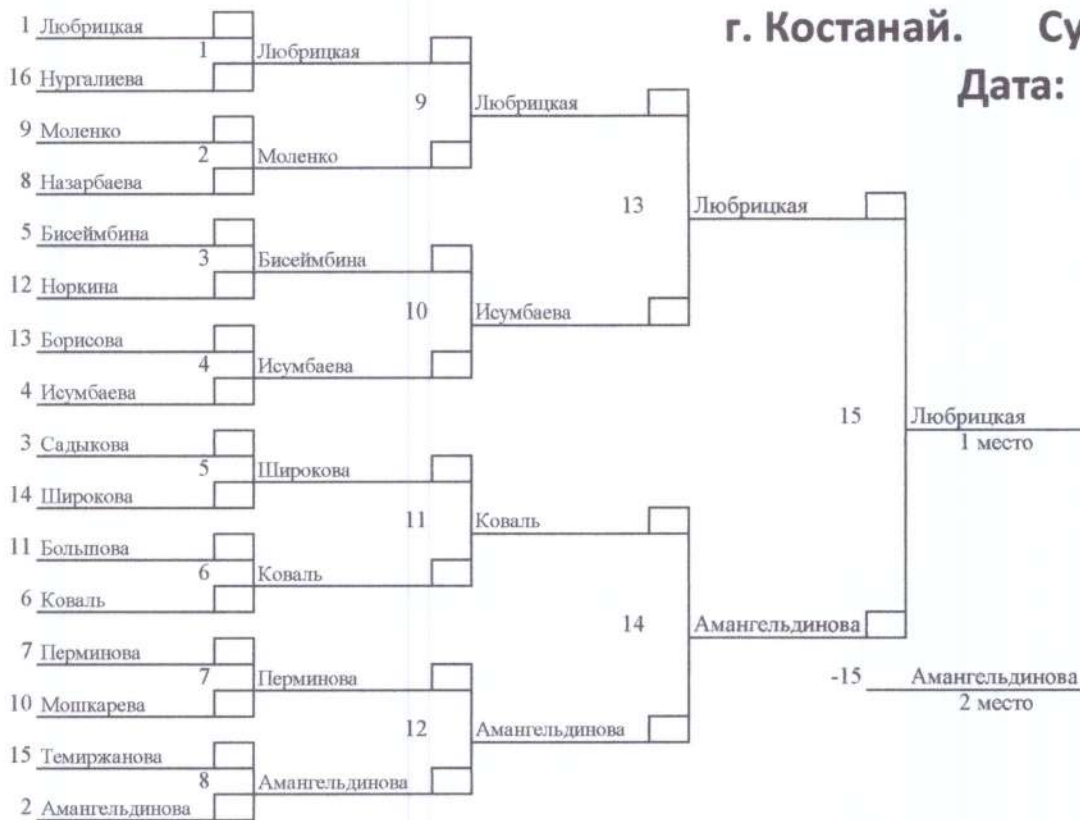 г. Костанай. Су
Дата:
1 Любрицкая
1 Любрицкая
16 Нургалиева
9 Любрицкая
9 Моленко
2 Моленко
8 Назарбаева
13 Любрицкая
5 Бисеймбина
3 Бисеймбина
12 Норкина
10 Исумбаева
13 Борисова
4 Исумбаева
4 Исумбаева
15 Любрицкая
1 место
3 Садыкова
5 Широкова
14 Широкова
11 Коваль
11 Болыпова
6 Коваль
6 Коваль
14 Амангельдинова
7 Перминова
7 Перминова
-15 Амангельдинова
2 место
10 Мошкарева
12 Амангельдинова
15 Темиржанова
8 Амангельдинова
2 Амангельдинова